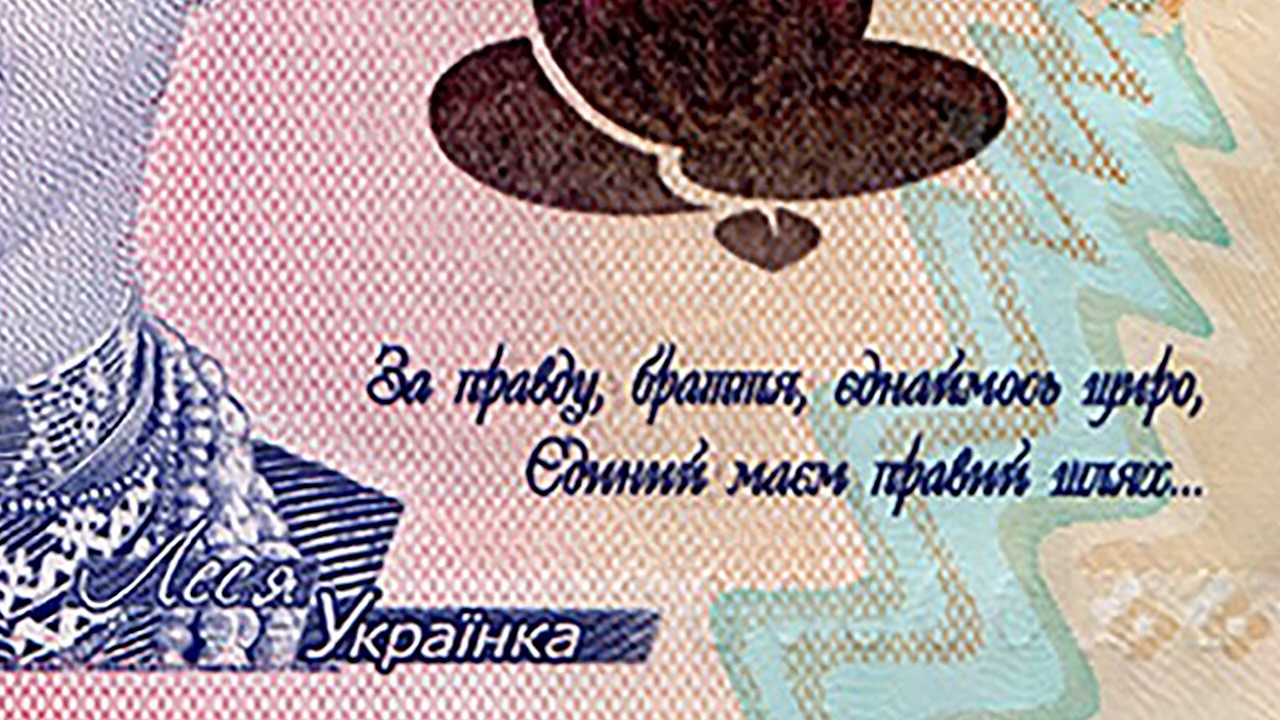 За правду, браття, єднаймось щиро,
Єдиний маєм правий шлях...
Леся
Українка